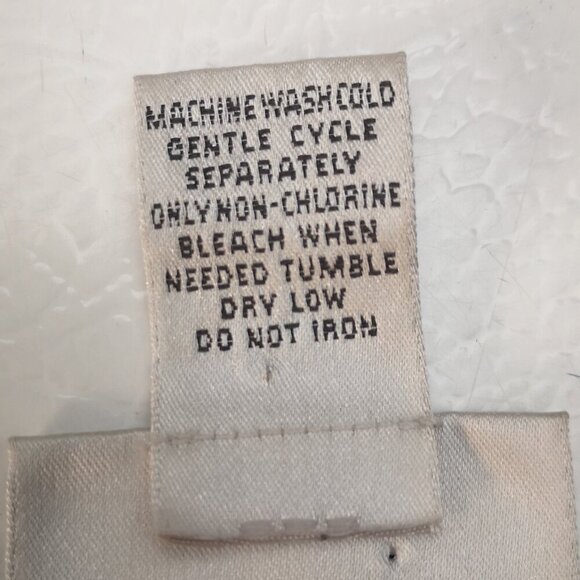 MACHINE WASH COLD
GENTLE CYCLE
SEPARATELY
ONLY NON-CHLORINE
BLEACH WHEN
NEEDED TUMBLE
DRY LOW
DO NOT IRON